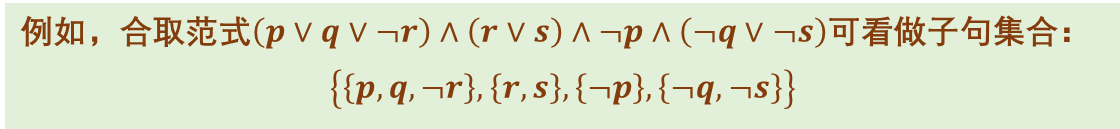 例如，合取范式(p ∨ q ∨ ¬r) ∧ (r ∨ s) ∧ ¬p ∧ (¬q ∨ ¬s)可看做子句集合：
{{p, q, ¬r}, {r, s}, {¬p}, {¬q, ¬s}}